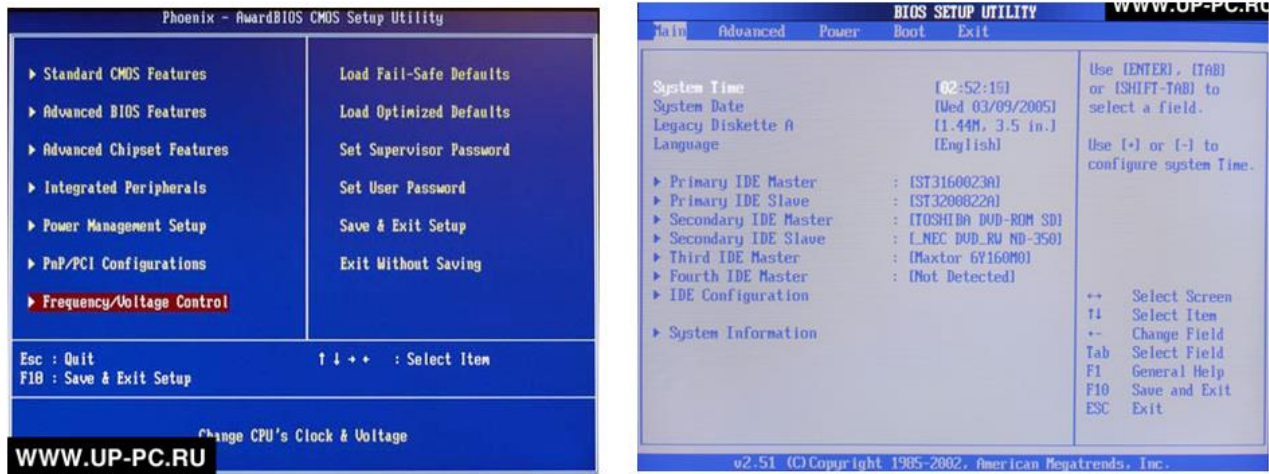 Phoenix - AwardBIOS CMOS Setup Utility
Standard CMOS Features
Advanced BIOS Features
Advanced Chipset Features
Integrated Peripherals
Power Management Setup
PnP/PCI Configurations
Frequency/Voltage Control
Load Fail-Safe Defaults
Load Optimized Defaults
Set Supervisor Password
Set User Password
Save & Exit Setup
Exit Without Saving
Esc : Quit
F10 : Save & Exit Setup
↑ ↓ → ← : Select Item
Change CPU's Clock & Voltage
WWW.UP-PC.RU
BIOS SETUP UTILITY
WWW.UP-PC.RU
Main Advanced Power Boot Exit
System Time [02:52:16]
System Date [Wed 03/09/2005]
Legacy Diskette A [1.44M, 3.5 in.]
Language [English]
Primary IDE Master : [ST3160023A]
Primary IDE Slave : [ST3200822A]
Secondary IDE Master : [TOSHIBA DVD-ROM SD]
Secondary IDE Slave : [_NEC DVD_RW ND-350]
Third IDE Master : [Maxtor 6Y160M0]
Fourth IDE Master : [Not Detected]
IDE Configuration
System Information
Use [ENTER], [TAB]
or [SHIFT-TAB] to
select a field.
Use [+] or [-] to
configure system Time.
↔ Select Screen
↑↓ Select Item
+- Change Field
Tab Select Field
F1 General Help
F10 Save and Exit
ESC Exit
v2.51 (C)Copyright 1985-2002, American Megatrends, Inc.